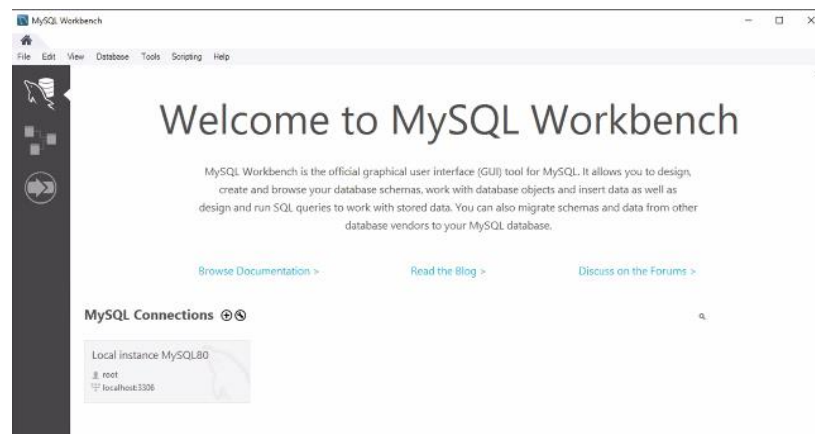 MySQL Workbench
File Edit View Database Tools Scripting Help
Welcome to MySQL Workbench
MySQL Workbench is the official graphical user interface (GUI) tool for MySQL. It allows you to design,
create and browse your database schemas, work with database objects and insert data as well as
design and run SQL queries to work with stored data. You can also migrate schemas and data from other
database vendors to your MySQL database.
Browse Documentation > Read the Blog > Discuss on the Forums >
MySQL Connections
Local instance MySQL80
root
localhost:3306